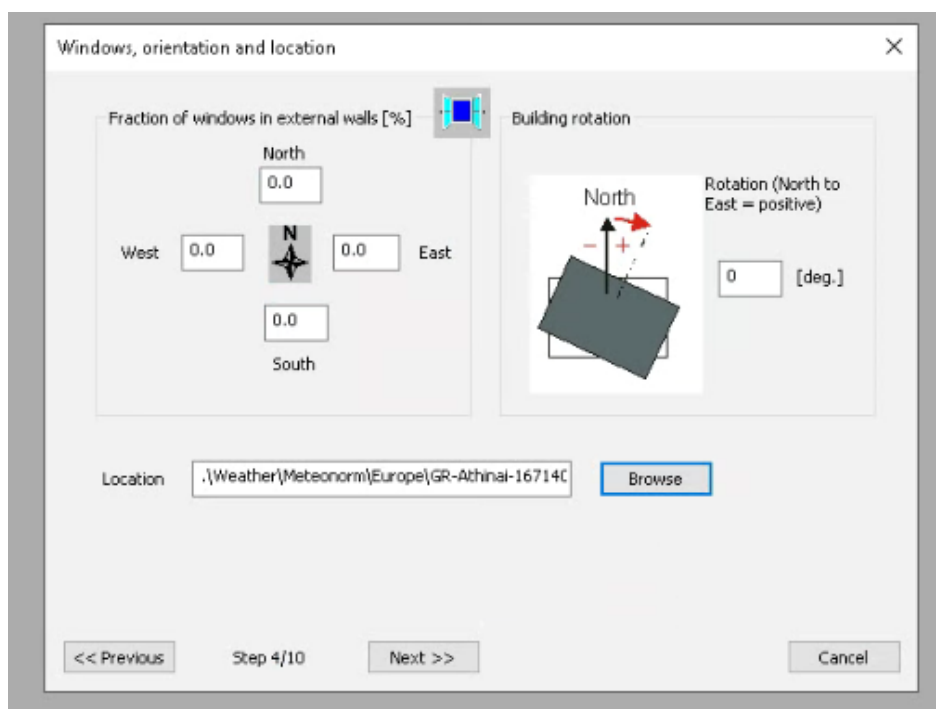 Windows, orientation and location
Fraction of windows in external walls [%]
North
0.0
West
0.0
N
0.0
East
0.0
South
Building rotation
North
- +
Rotation (North to
East = positive)
0
[deg.]
Location
.\Weather\Meteonorm\Europe\GR-Athinai-167140
Browse
<< Previous
Step 4/10
Next >>
Cancel